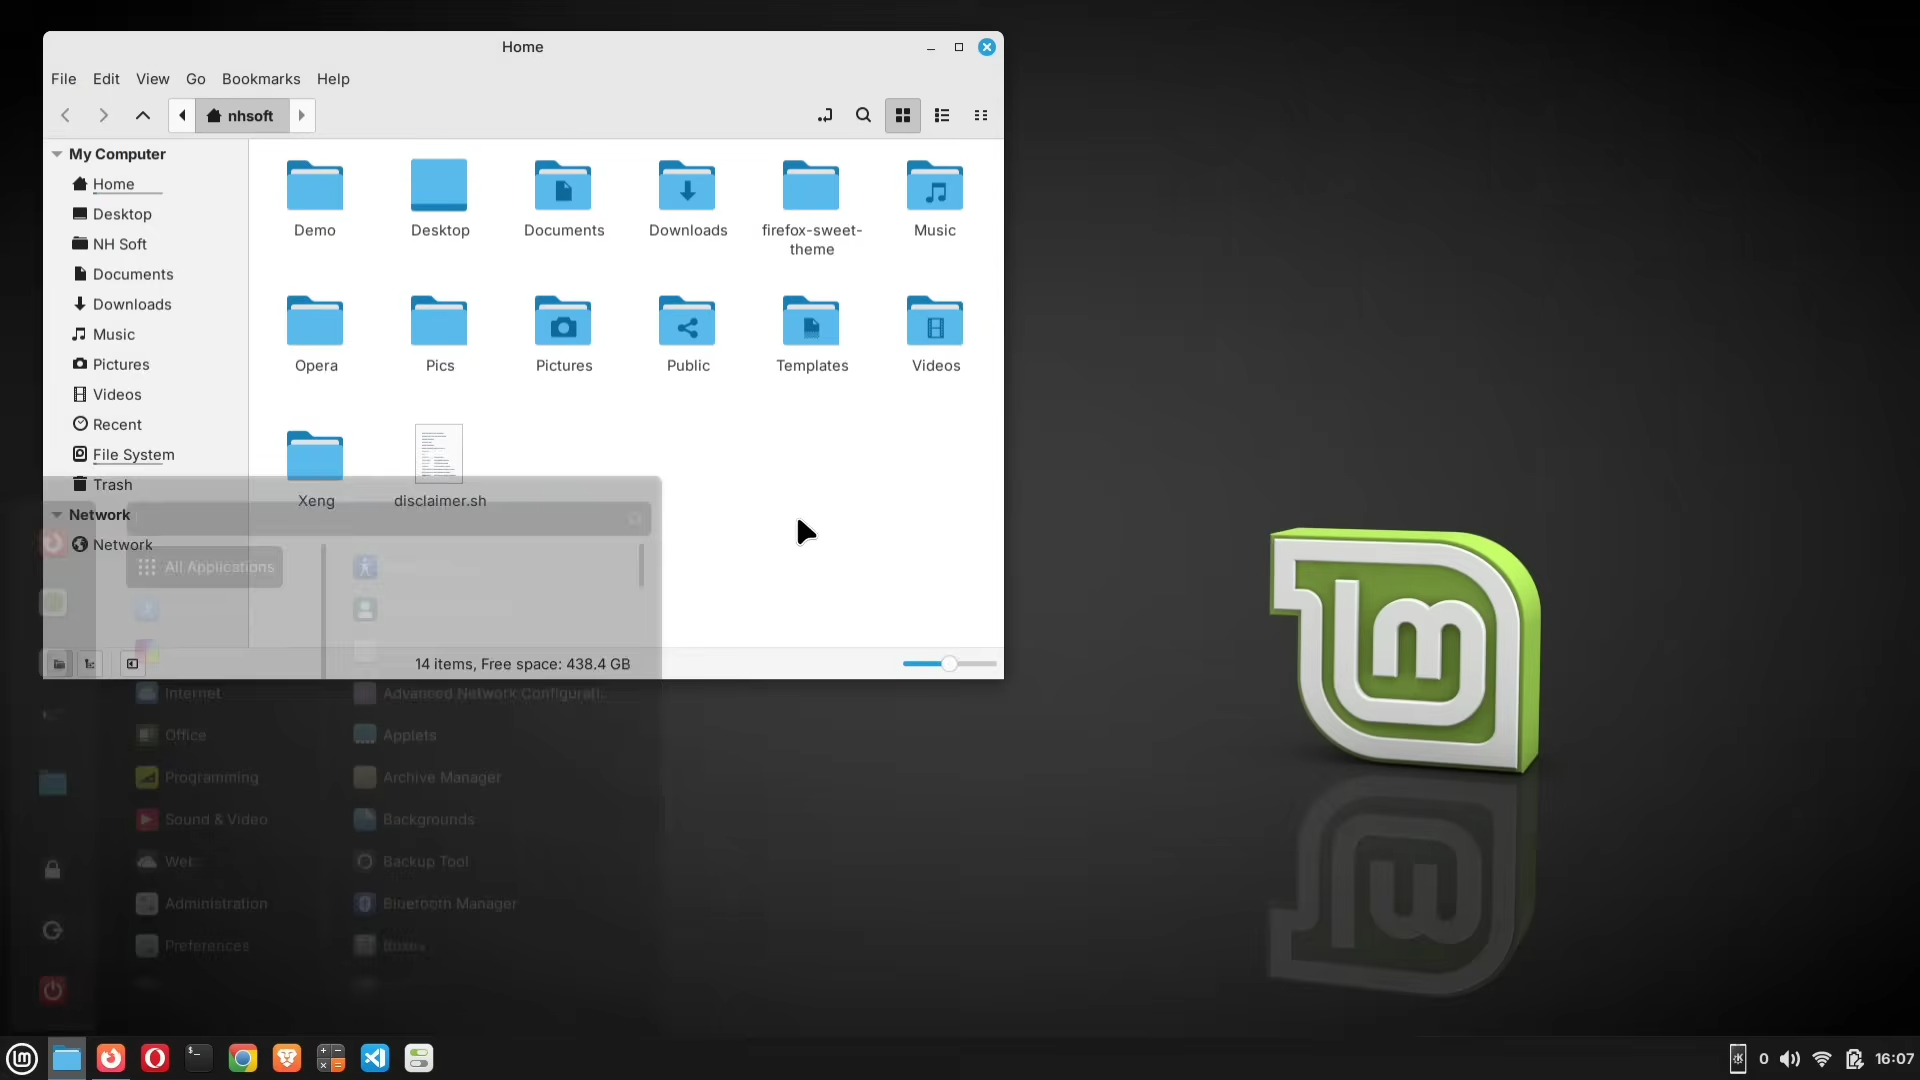 Home
File Edit View Go Bookmarks Help
nhsoft
My Computer
Home
Desktop
NH Soft
Documents
Downloads
Music
Pictures
Videos
Recent
File System
Trash
Network
Network
Demo
Desktop
Documents
Downloads
firefox-sweet-
theme
Music
Opera
Pics
Pictures
Public
Templates
Videos
Xeng
disclaimer.sh
14 items, Free space: 438.4 GB
All Applications
Internet
Office
Programming
Sound & Video
Administration
Preferences
Advanced Network Configurati..
Applets
Archive Manager
Backgrounds
Backup Tool
Bluetooth Manager
0
16:07